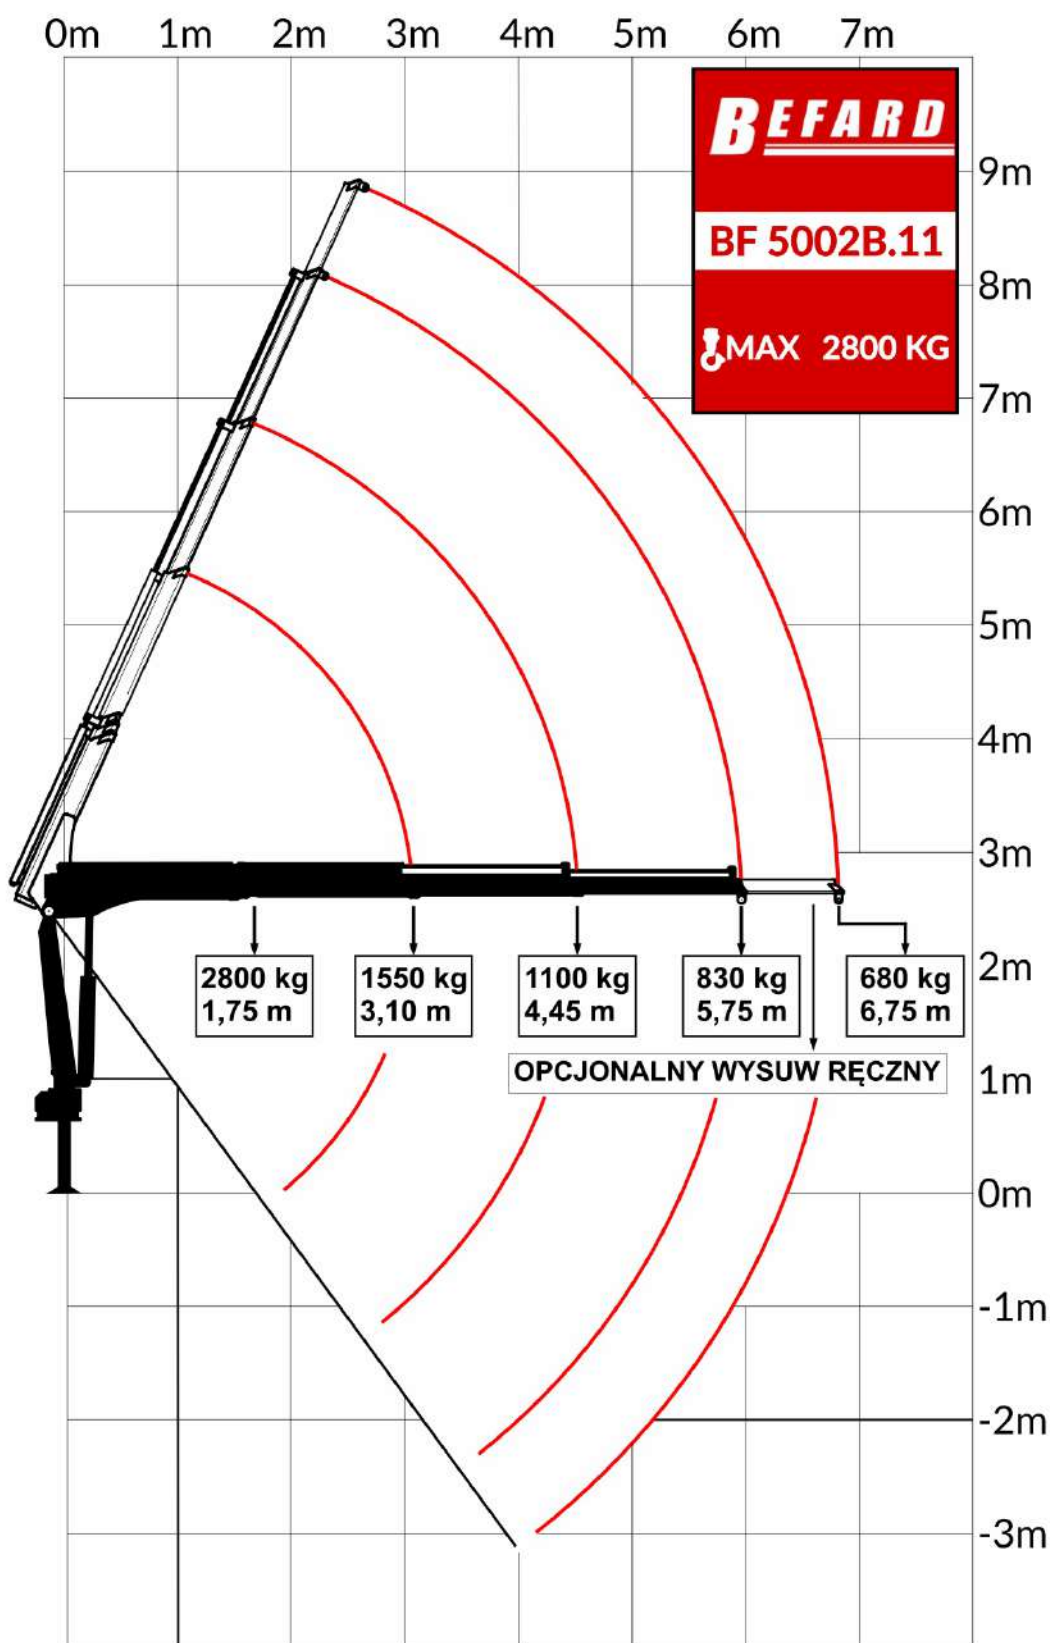 0m 1m 2m 3m 4m 5m 6m 7m
BEFARD
BF 5002B.11
MAX 2800 KG
9m
8m
7m
6m
5m
4m
3m
2m
2800 kg
1,75 m
1550 kg
3,10 m
1100 kg
4,45 m
830 kg
5,75 m
680 kg
6,75 m
OPCJONALNY WYSUW RĘCZNY
1m
0m
-1m
-2m
-3m